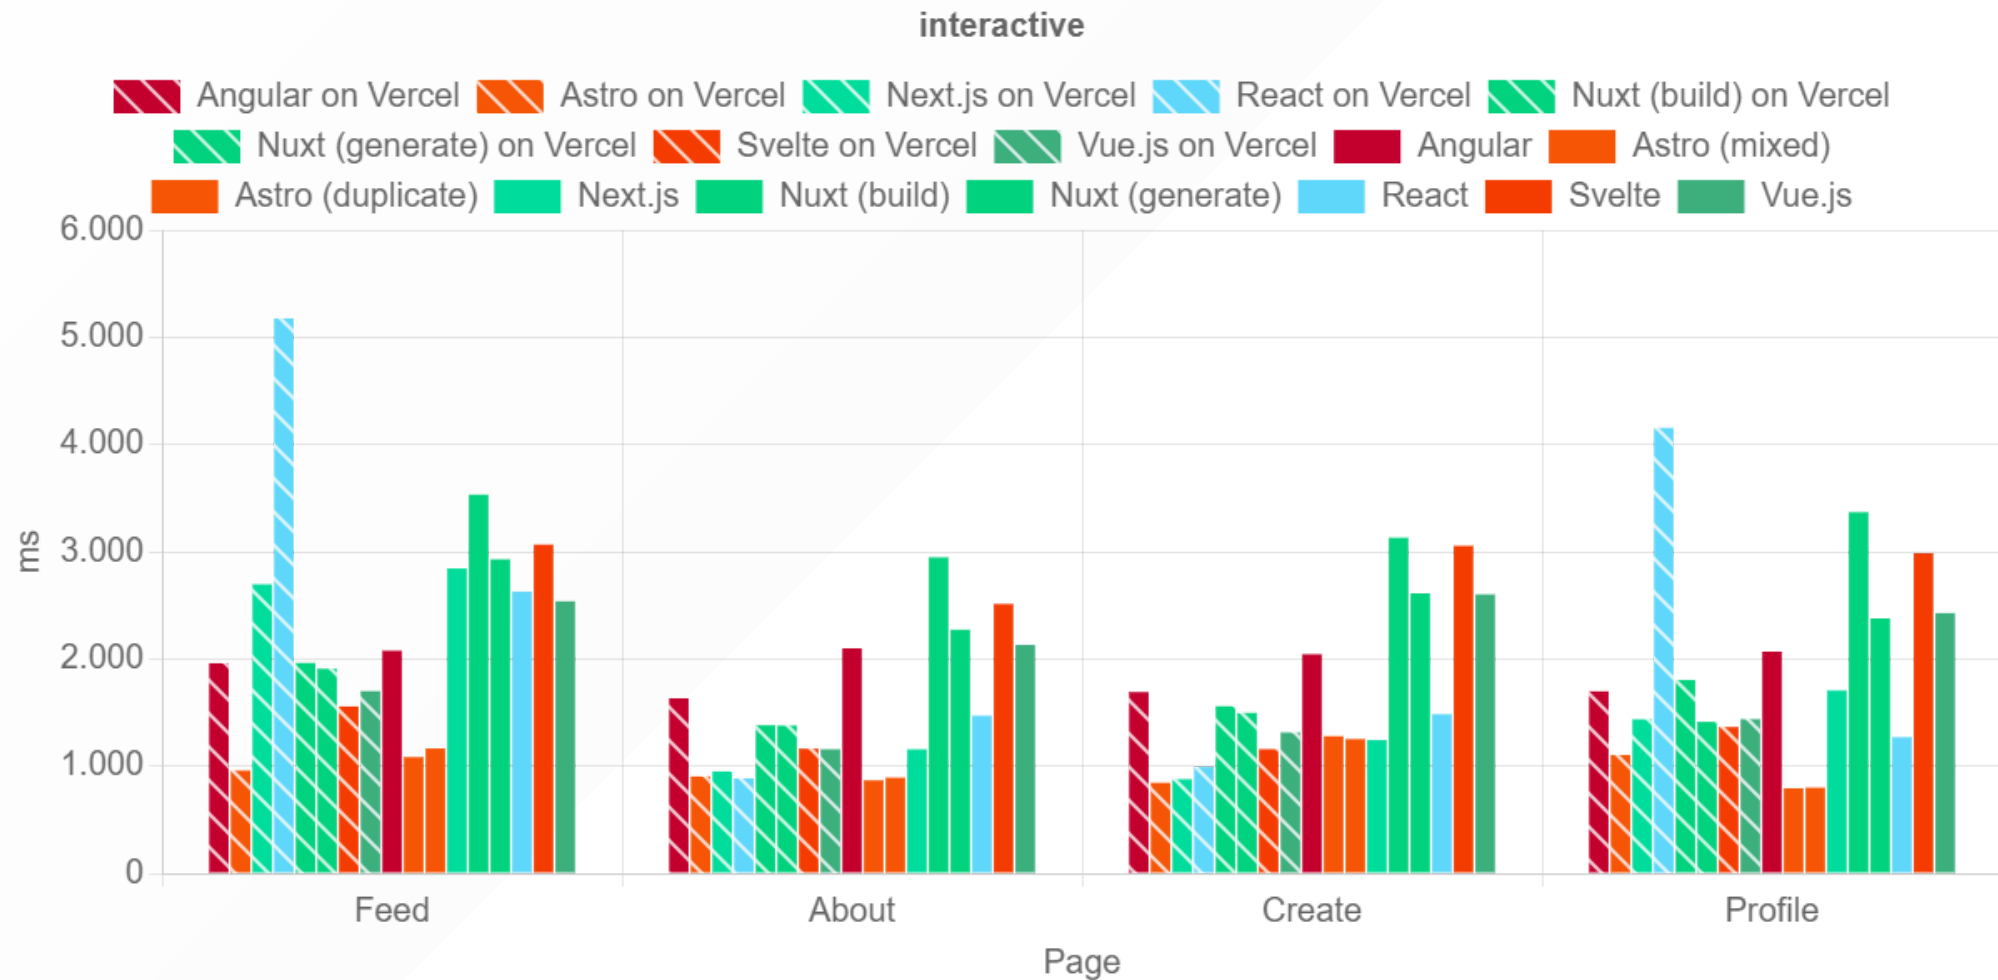 interactive
Angular on Vercel Astro on Vercel Next.js on Vercel React on Vercel Nuxt (build) on Vercel
Nuxt (generate) on Vercel Svelte on Vercel Vue.js on Vercel Angular Astro (mixed)
Astro (duplicate) Next.js Nuxt (build) Nuxt (generate) React Svelte Vue.js
6.000
5.000
4.000
3.000
2.000
1.000
0
ms
Feed About Create Profile
Page